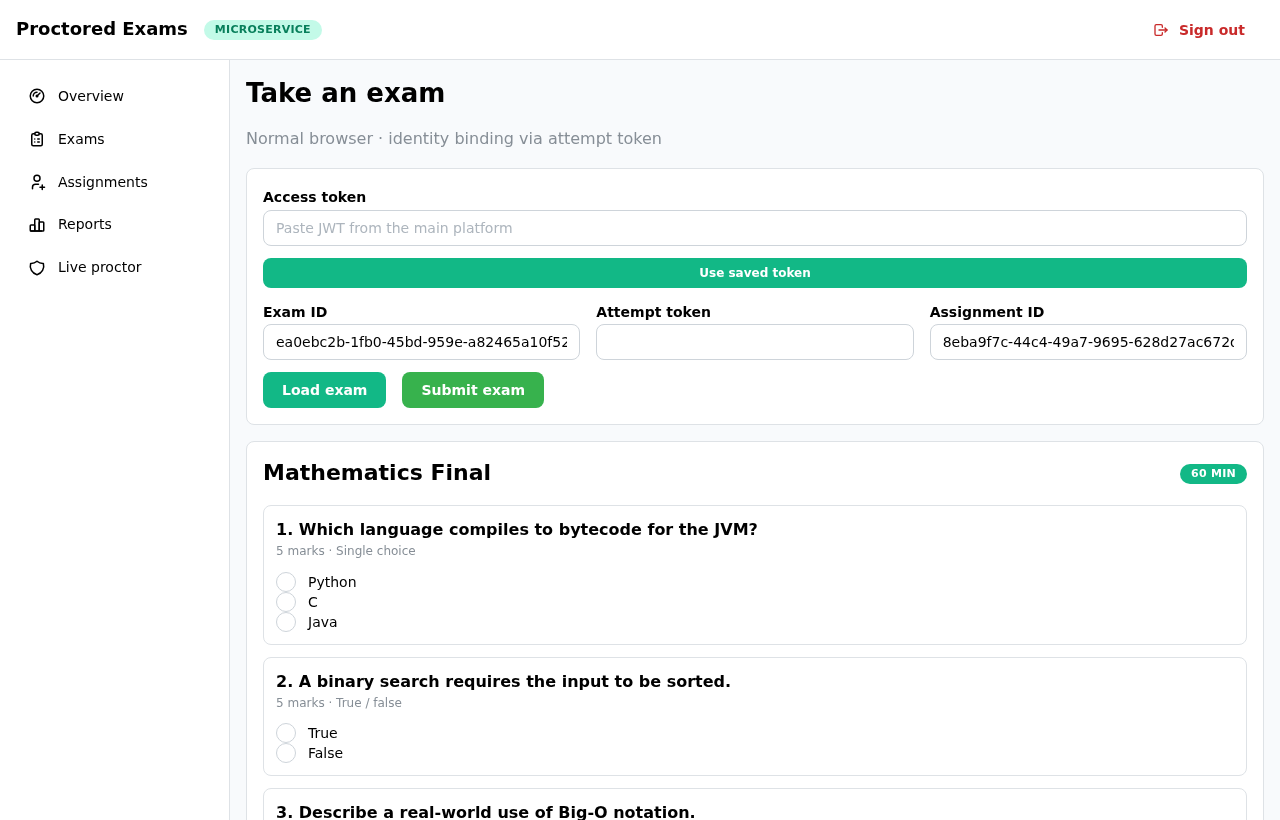 Proctored Exams
MICROSERVICE
Sign out
Overview
Exams
Assignments
Reports
Live proctor
Take an exam
Normal browser · identity binding via attempt token
Access token
Paste JWT from the main platform
Use saved token
Exam ID
Attempt token
Assignment ID
ea0ebc2b-1fb0-45bd-959e-a82465a10f52
8eba9f7c-44c4-49a7-9695-628d27ac672
Load exam
Submit exam
Mathematics Final
60 MIN
1. Which language compiles to bytecode for the JVM?
5 marks · Single choice
Python
C
Java
2. A binary search requires the input to be sorted.
5 marks · True / false
True
False
3. Describe a real-world use of Big-O notation.